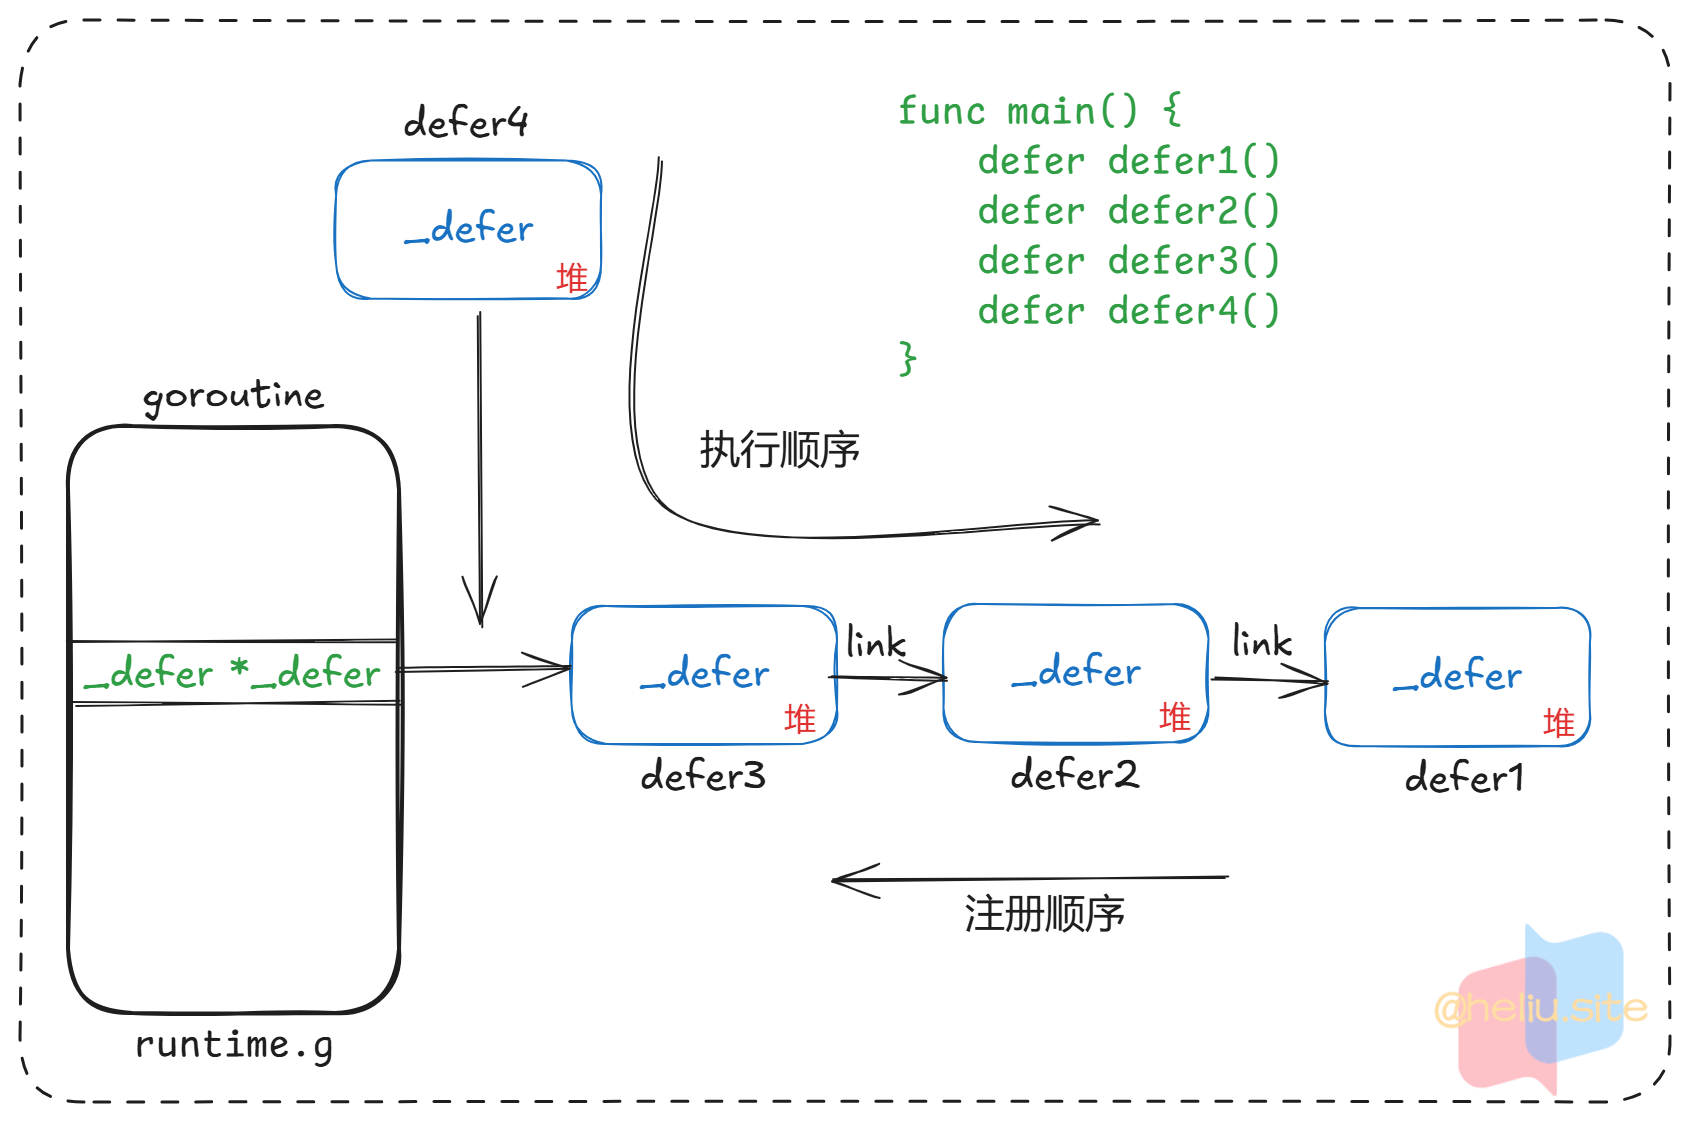 defer4
_defer
堆
func main() {
    defer defer1()
    defer defer2()
    defer defer3()
    defer defer4()
}
goroutine
执行顺序
_defer *_defer
_defer
堆
defer3
link
_defer
堆
defer2
link
_defer
堆
defer1
注册顺序
runtime.g
@heliu.site